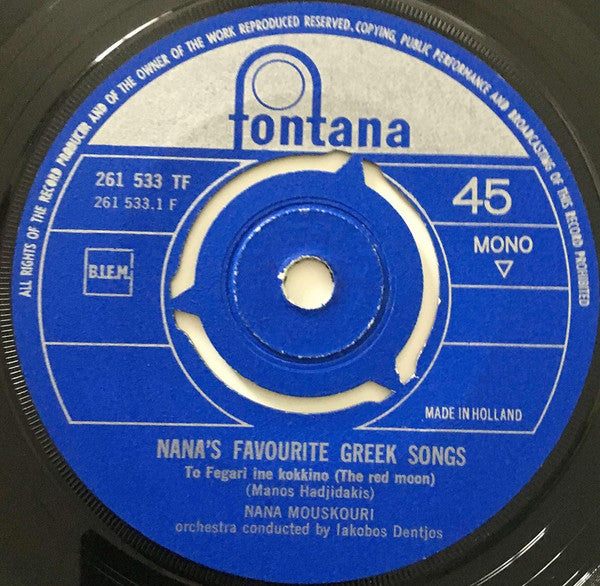 ALL RIGHTS OF THE RECORD PRODUCER AND OF THE OWNER OF THE WORK REPRODUCED RESERVED. COPYING, PUBLIC PERFORMANCE AND BROADCASTING OF THIS RECORD PROHIBITED
fontana
261 533 TF
261 533.1 F
45
B.I.E.M.
MONO
MADE IN HOLLAND
NANA'S FAVOURITE GREEK SONGS
To Fegari ine kokkino (The red moon)
(Manos Hadjidakis)
NANA MOUSKOURI
orchestra conducted by Iakobos Dentjos